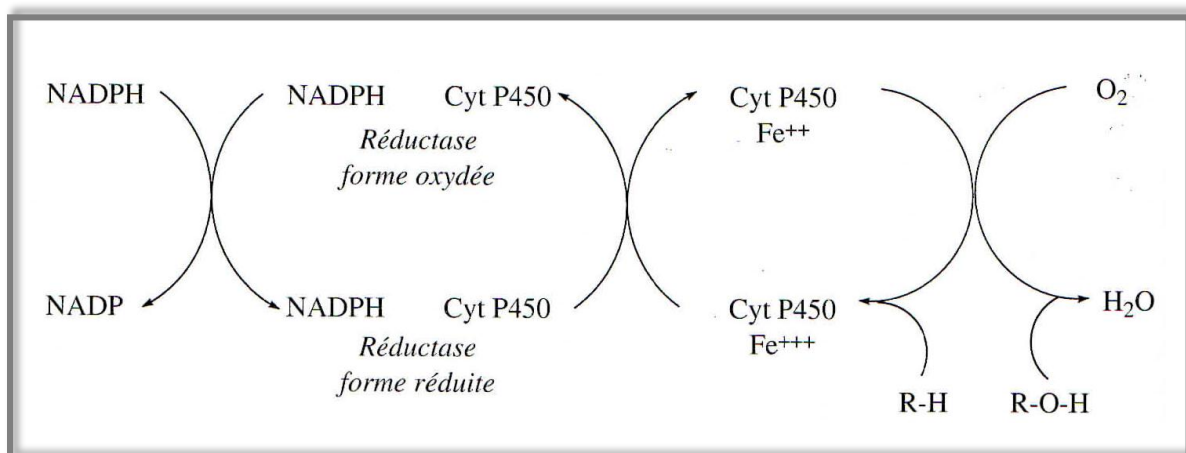 NADPH NADPH Cyt P450 Cyt P450 O₂
Réductase Fe⁺⁺
forme oxydée
NADP NADPH Cyt P450 Cyt P450 H₂O
Réductase Fe⁺⁺⁺
forme réduite
R-H R-O-H